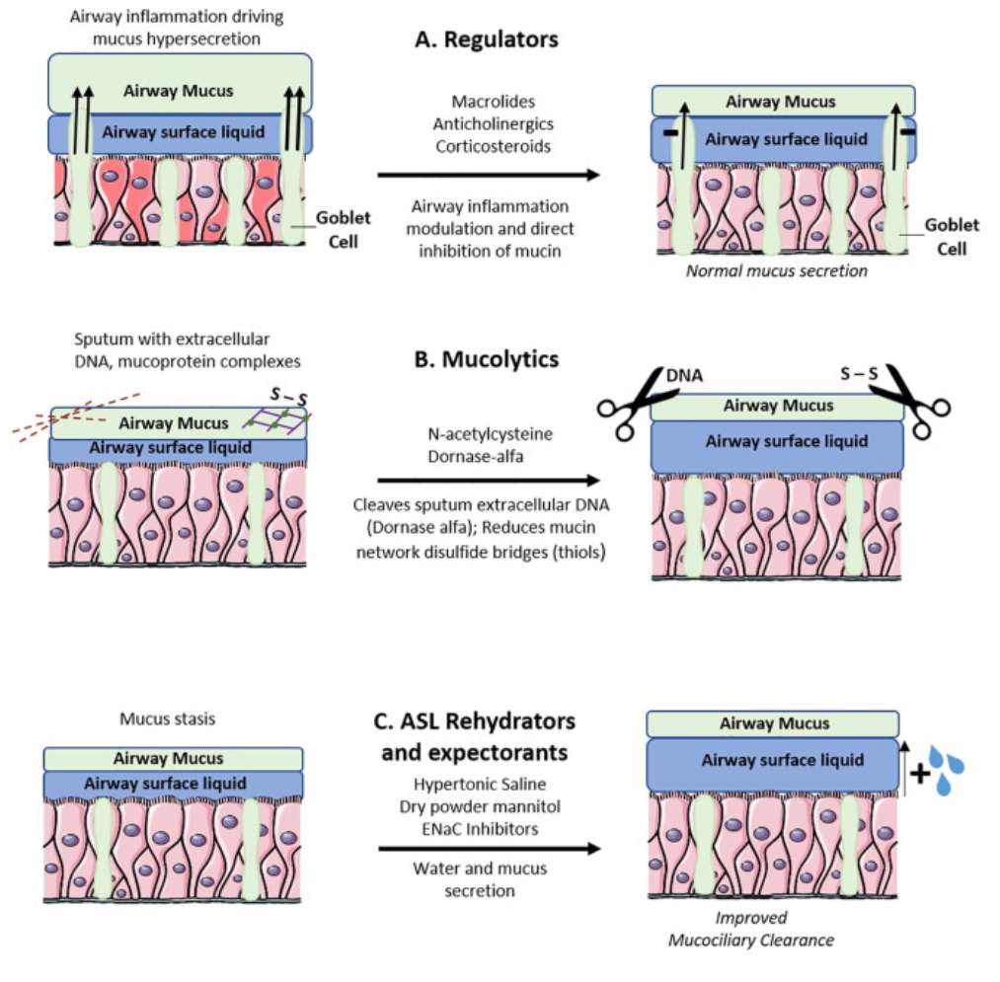 Airway inflammation driving
mucus hypersecretion
A. Regulators
Airway Mucus
Airway surface liquid
Goblet
Cell
Macrolides
Anticholinergics
Corticosteroids
Airway inflammation
modulation and direct
inhibition of mucin
Airway Mucus
Airway surface liquid
Goblet
Cell
Normal mucus secretion
Sputum with extracellular
DNA, mucoprotein complexes
B. Mucolytics
S – S
Airway Mucus
Airway surface liquid
N-acetylcysteine
Dornase-alfa
Cleaves sputum extracellular DNA
(Dornase alfa); Reduces mucin
network disulfide bridges (thiols)
DNA
S – S
Airway Mucus
Airway surface liquid
Mucus stasis
C. ASL Rehydrators
and expectorants
Airway Mucus
Airway surface liquid
Hypertonic Saline
Dry powder mannitol
ENaC Inhibitors
Water and mucus
secretion
Airway Mucus
Airway surface liquid
+
Improved
Mucociliary Clearance